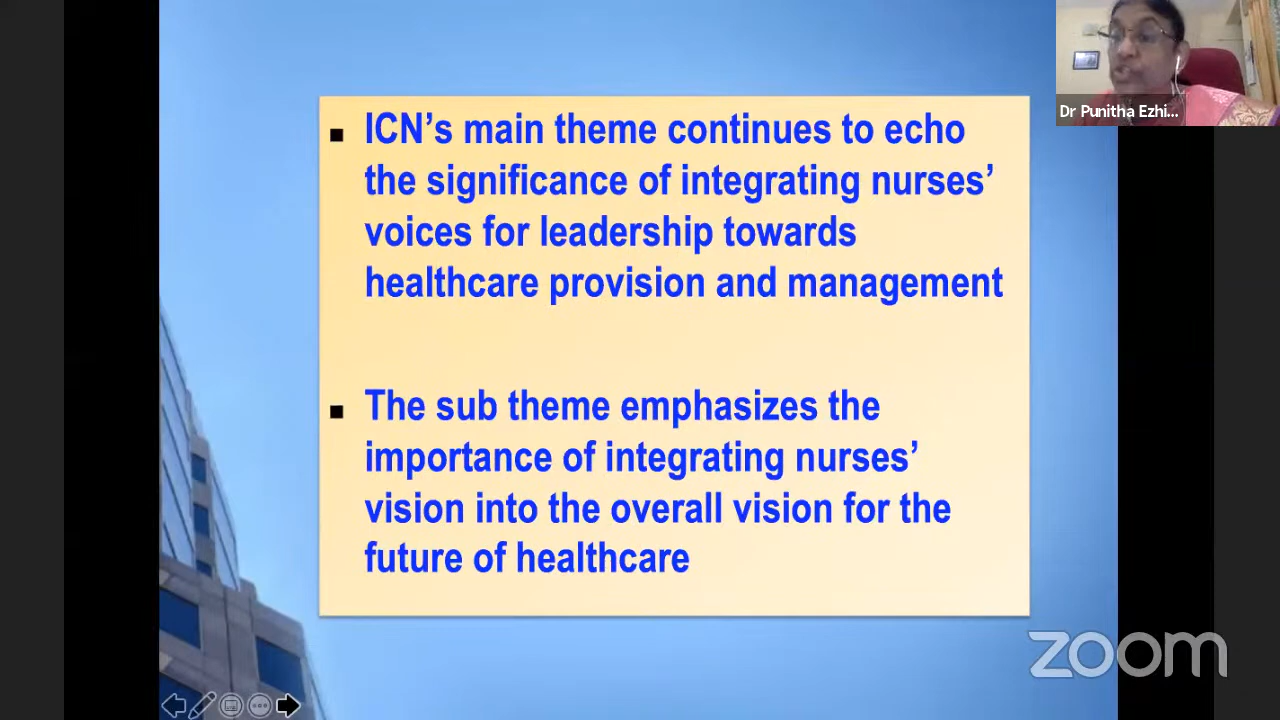 Dr Punitha Ezhi...
▪ ICN's main theme continues to echo
the significance of integrating nurses'
voices for leadership towards
healthcare provision and management
▪ The sub theme emphasizes the
importance of integrating nurses'
vision into the overall vision for the
future of healthcare
zoom